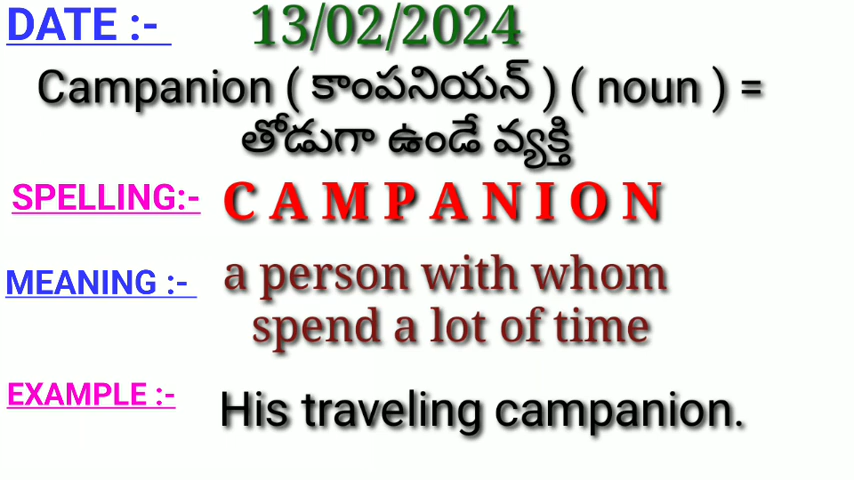 DATE :- 13/02/2024
Campanion ( కాంపనియన్ ) ( noun ) =
తోడుగా ఉండే వ్యక్తి
SPELLING:- C A M P A N I O N
MEANING :- a person with whom
spend a lot of time
EXAMPLE :- His traveling campanion.